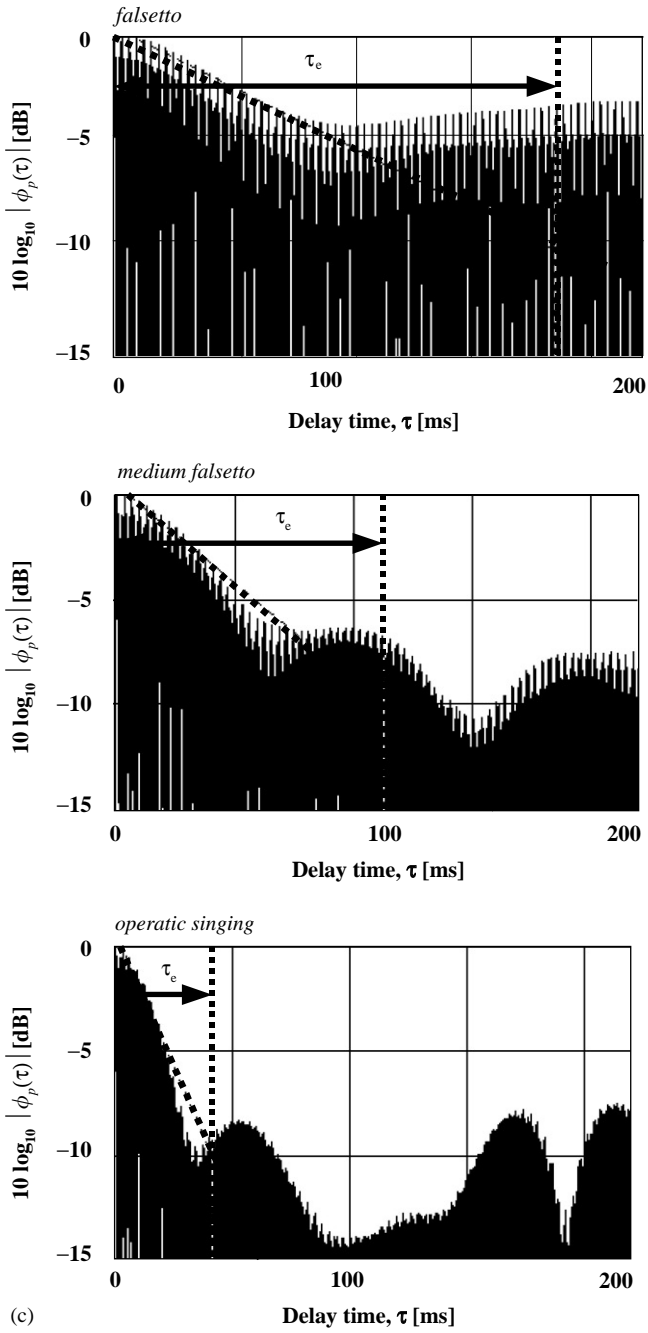 falsetto
0
τe
−5
−10
−15
10 log10 |ϕp(τ)| [dB]
0 100 200
Delay time, τ [ms]
medium falsetto
0
τe
−5
−10
−15
10 log10 |ϕp(τ)| [dB]
0 100 200
Delay time, τ [ms]
operatic singing
0
τe
−5
−10
−15
10 log10 |ϕp(τ)| [dB]
0 100 200
(c) Delay time, τ [ms]